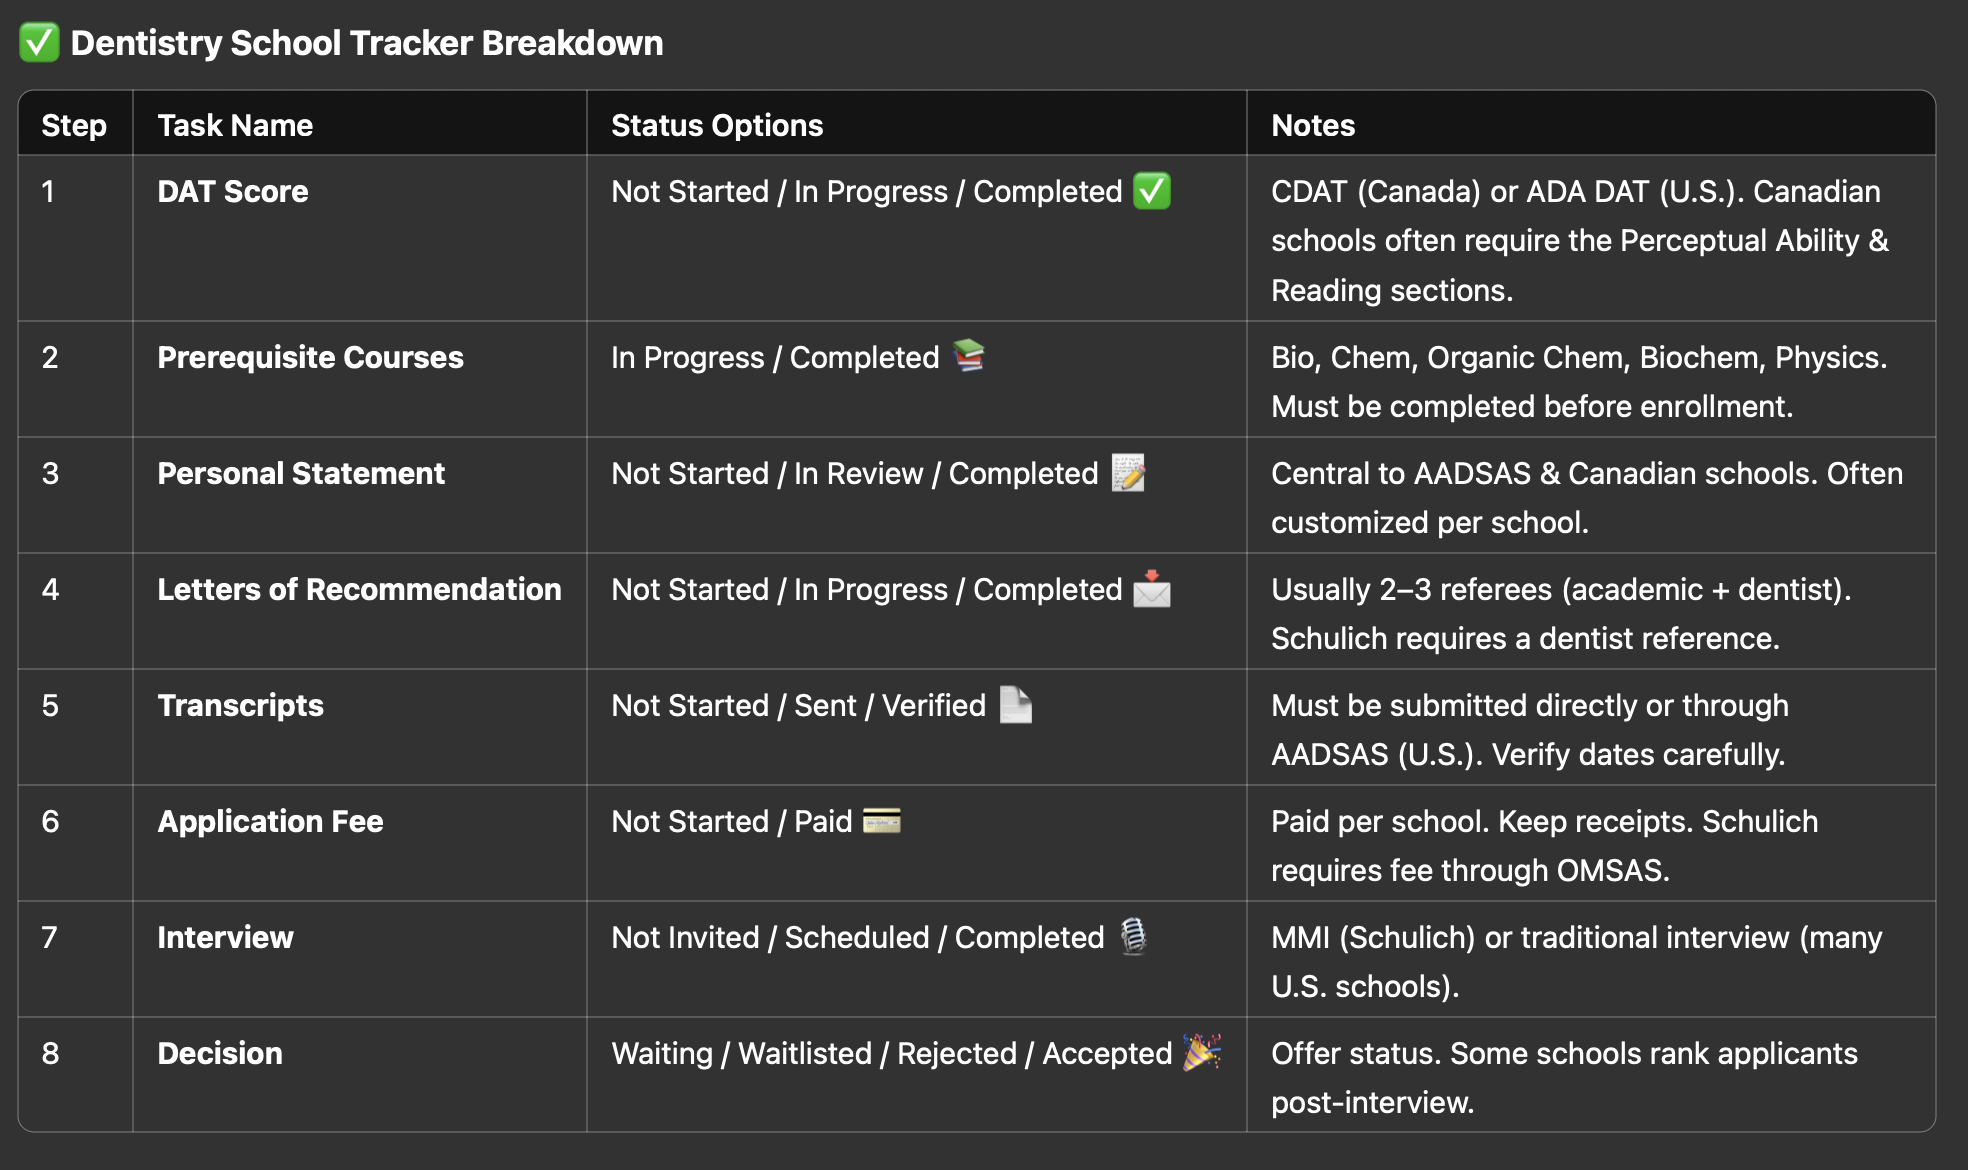 ✅ Dentistry School Tracker Breakdown
Step Task Name Status Options Notes
1 DAT Score Not Started / In Progress / Completed ✅ CDAT (Canada) or ADA DAT (U.S.). Canadian
schools often require the Perceptual Ability &
Reading sections.
2 Prerequisite Courses In Progress / Completed 📚 Bio, Chem, Organic Chem, Biochem, Physics.
Must be completed before enrollment.
3 Personal Statement Not Started / In Review / Completed 📝 Central to AADSAS & Canadian schools. Often
customized per school.
4 Letters of Recommendation Not Started / In Progress / Completed 📩 Usually 2–3 referees (academic + dentist).
Schulich requires a dentist reference.
5 Transcripts Not Started / Sent / Verified 📄 Must be submitted directly or through
AADSAS (U.S.). Verify dates carefully.
6 Application Fee Not Started / Paid 💳 Paid per school. Keep receipts. Schulich
requires fee through OMSAS.
7 Interview Not Invited / Scheduled / Completed 🎙 MMI (Schulich) or traditional interview (many
U.S. schools).
8 Decision Waiting / Waitlisted / Rejected / Accepted 🎉 Offer status. Some schools rank applicants
post-interview.